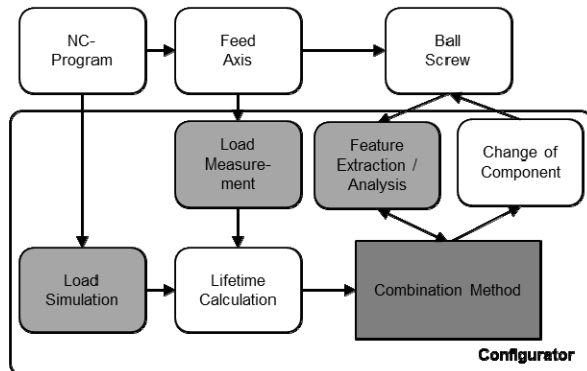 NC-
Program
Feed
Axis
Ball
Screw
Load
Measure-
ment
Feature
Extraction /
Analysis
Change of
Component
Load
Simulation
Lifetime
Calculation
Combination Method
Configurator